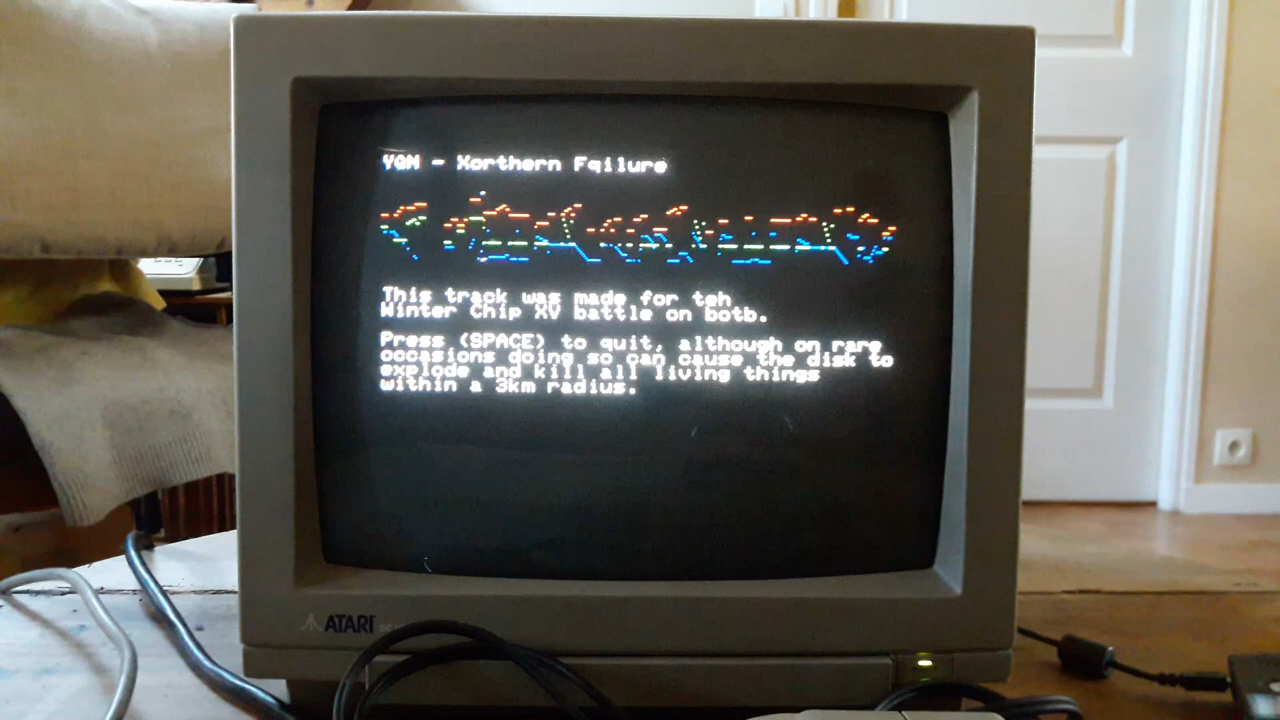 YQN - Xorthern Fqilure
This track was made for teh
Winter Chip XV battle on botb.
Press (SPACE) to quit, although on rare
occasions doing so can cause the disk to
explode and kill all living things
within a 3km radius.
ATARI